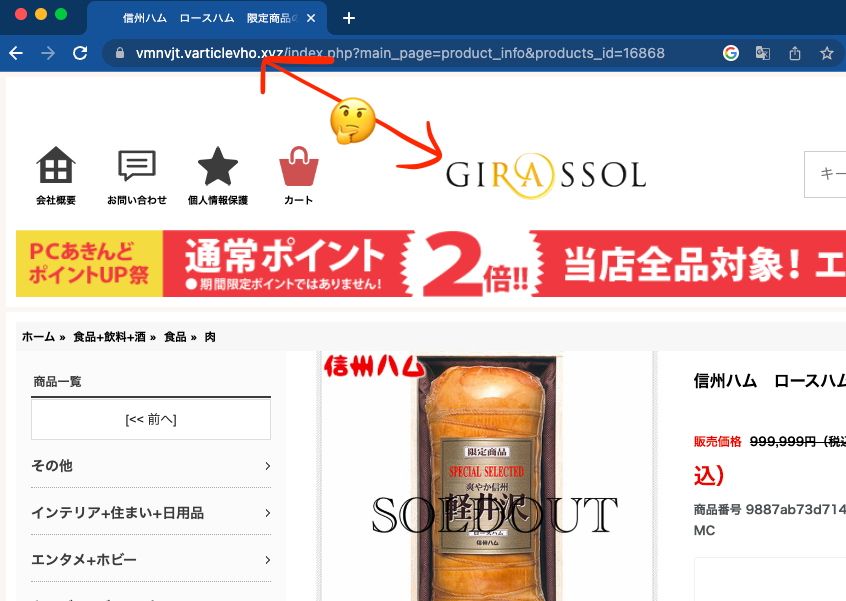 信州ハム　ロースハム　限定商品
vmnvjt.varticlevho.xyz/index.php?main_page=product_info&products_id=16868
会社概要
お問い合わせ
個人情報保護
カート
GIRASSOL
キー
PCあきんど
ポイントUP祭
通常ポイント
●期間限定ポイントではありません!
2倍!!
当店全品対象！エ
ホーム » 食品+飲料+酒 » 食品 » 肉
商品一覧
[<< 前へ]
その他
インテリア+住まい+日用品
エンタメ+ホビー
信州ハム
限定商品
SPECIAL SELECTED
爽やか信州
軽井沢
ロースハム
信州ハム
SOLDOUT
信州ハム　ロースハム
販売価格 999,999円（税込
込）
商品番号 9887ab73d714
MC